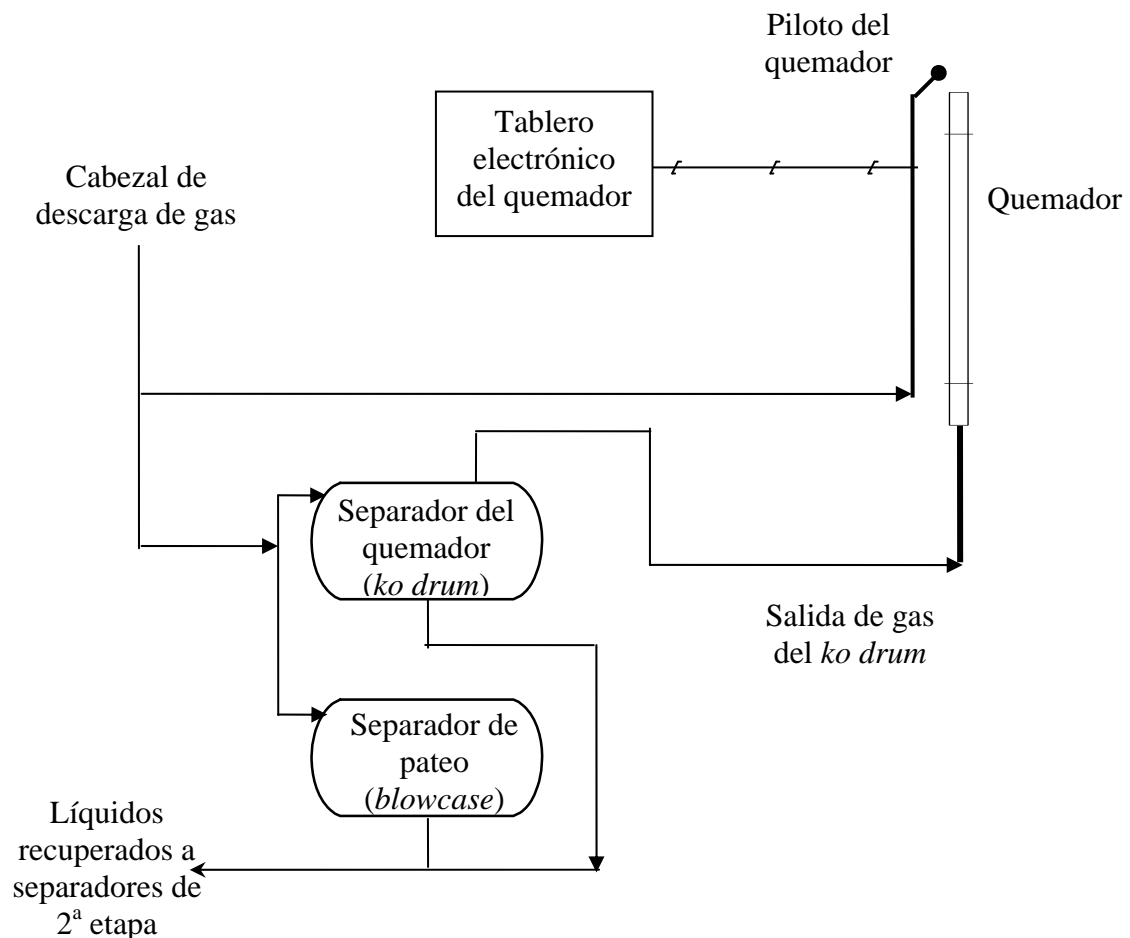 Piloto del
quemador
Tablero
electrónico
del quemador
Cabezal de
descarga de gas
Quemador
Separador del
quemador
(ko drum)
Salida de gas
del ko drum
Separador de
pateo
(blowcase)
Líquidos
recuperados a
separadores de
2ª etapa